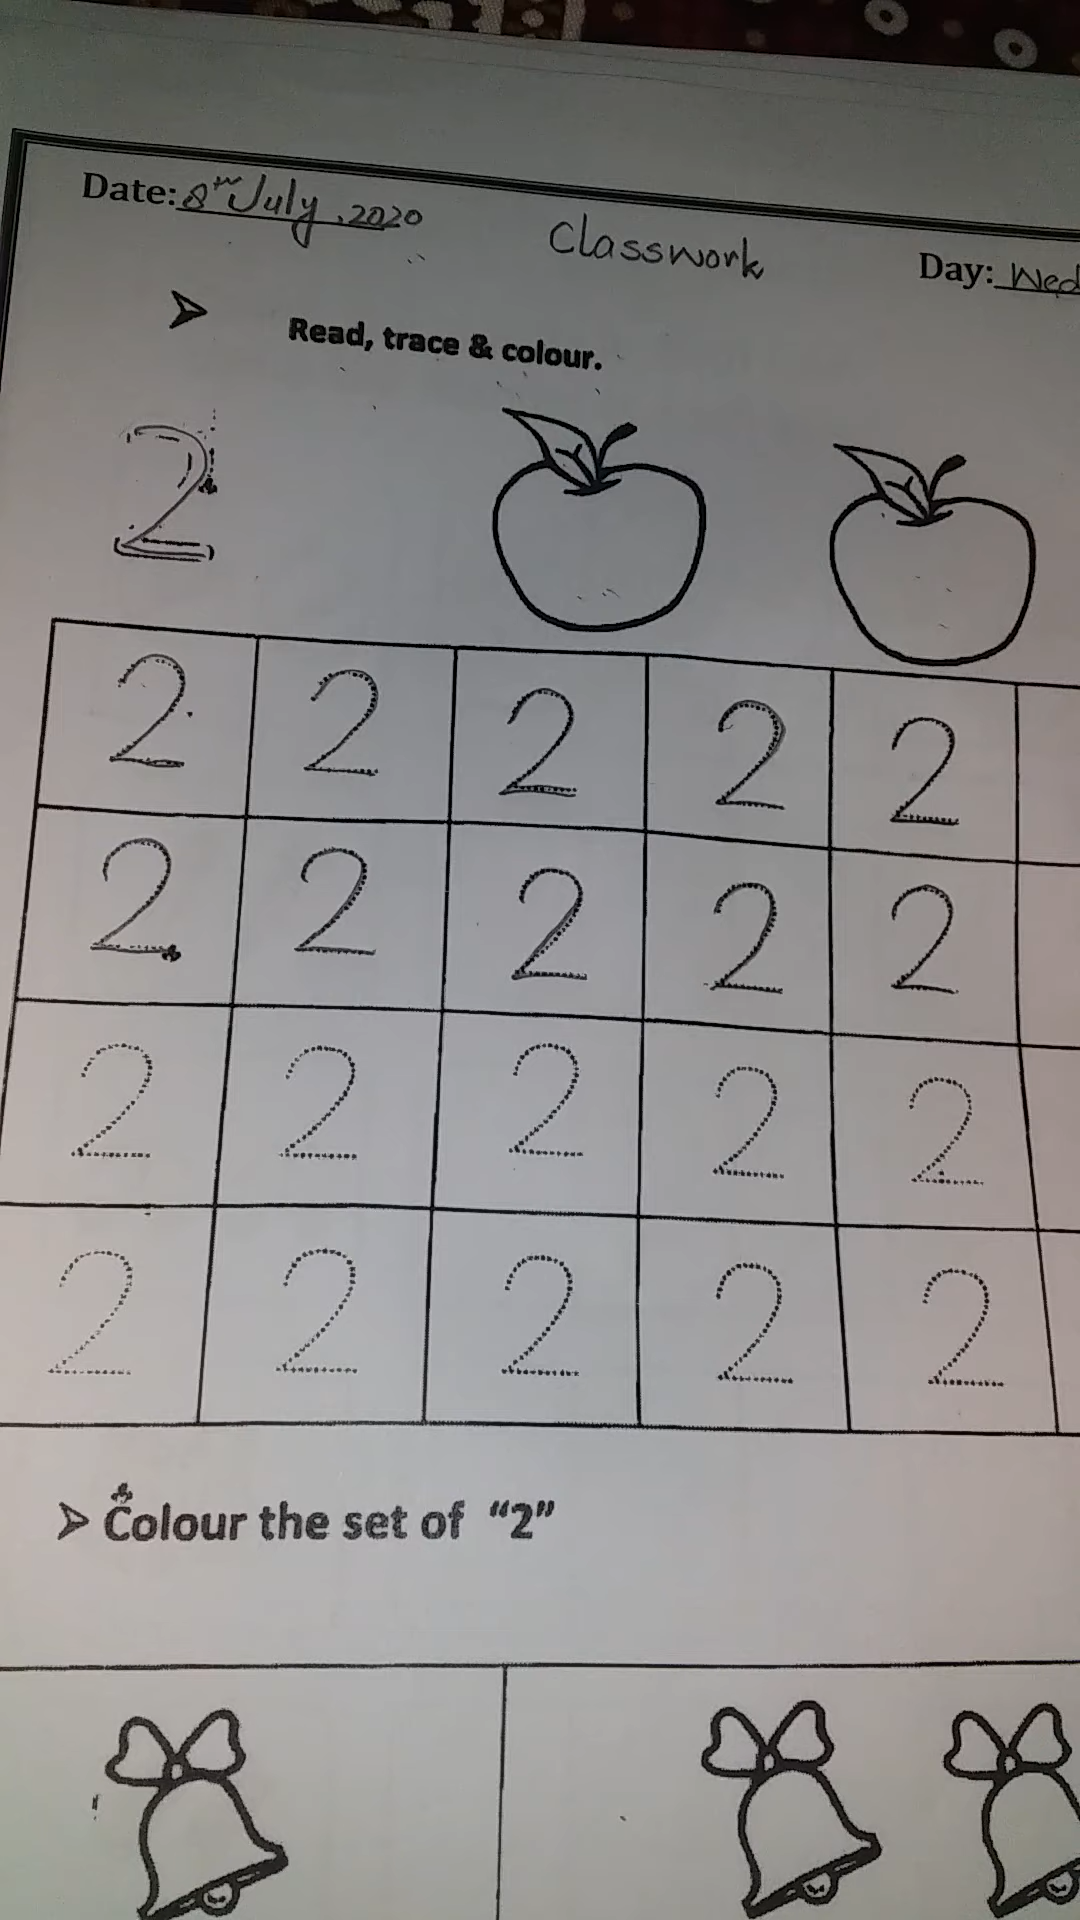 Date: 8th July, 2020
Classwork
Day: Wed
Read, trace & colour.
2
2 2 2 2 2
2 2 2 2 2
2 2 2 2 2
2 2 2 2 2
Colour the set of "2"